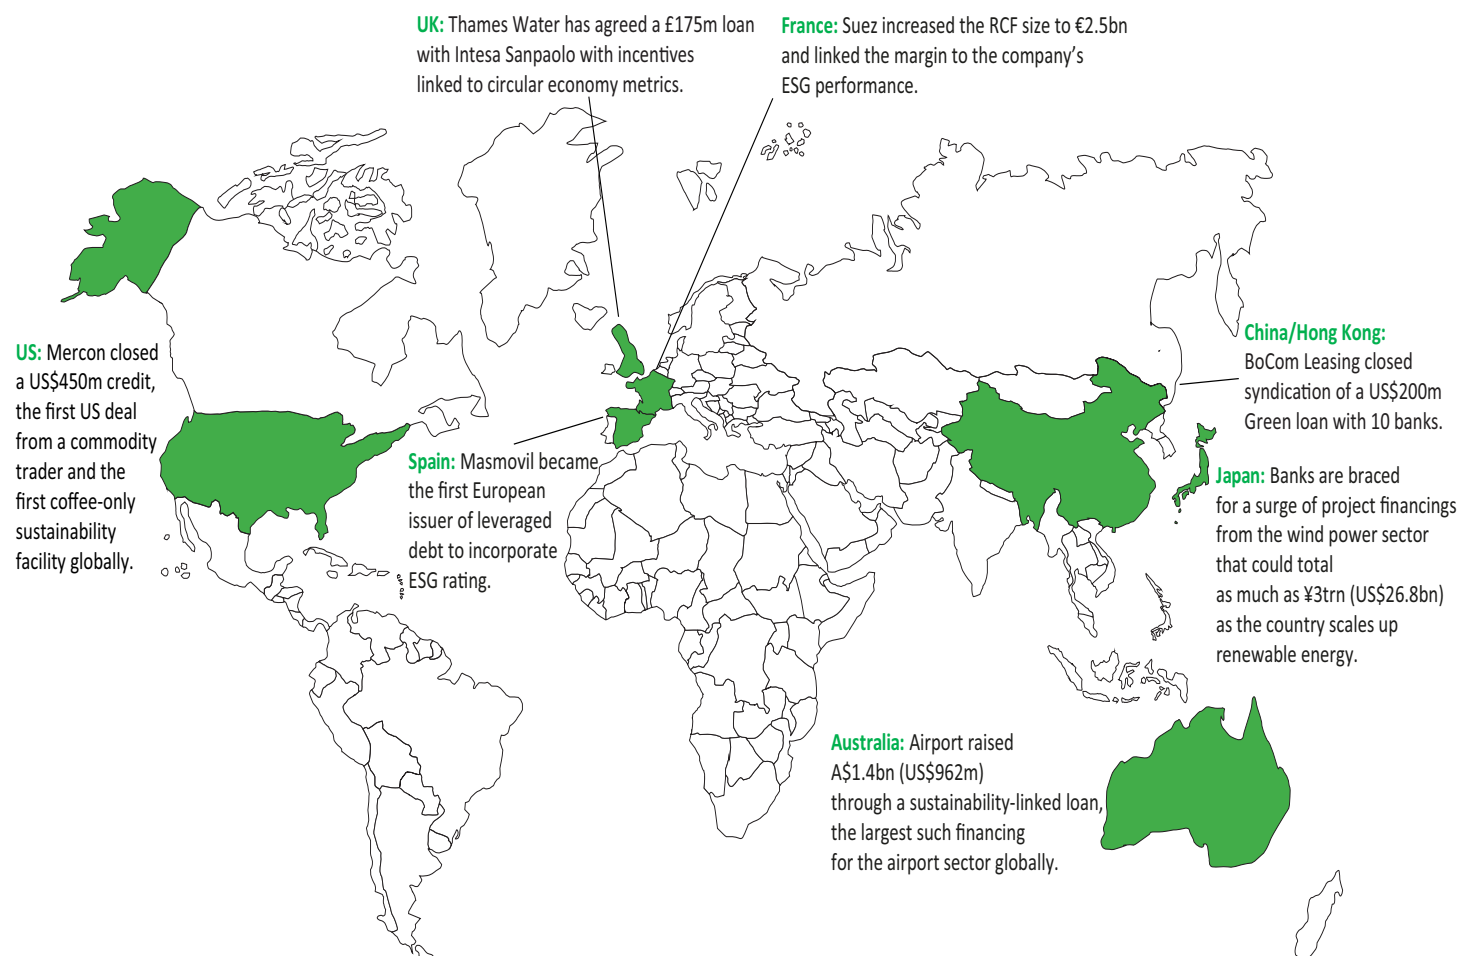 UK: Thames Water has agreed a £175m loan
with Intesa Sanpaolo with incentives
linked to circular economy metrics.
France: Suez increased the RCF size to €2.5bn
and linked the margin to the company’s
ESG performance.
US: Mercon closed
a US$450m credit,
the first US deal
from a commodity
trader and the
first coffee-only
sustainability
facility globally.
Spain: Masmovil became
the first European
issuer of leveraged
debt to incorporate
ESG rating.
China/Hong Kong:
BoCom Leasing closed
syndication of a US$200m
Green loan with 10 banks.
Japan: Banks are braced
for a surge of project financings
from the wind power sector
that could total
as much as ¥3trn (US$26.8bn)
as the country scales up
renewable energy.
Australia: Airport raised
A$1.4bn (US$962m)
through a sustainability-linked loan,
the largest such financing
for the airport sector globally.